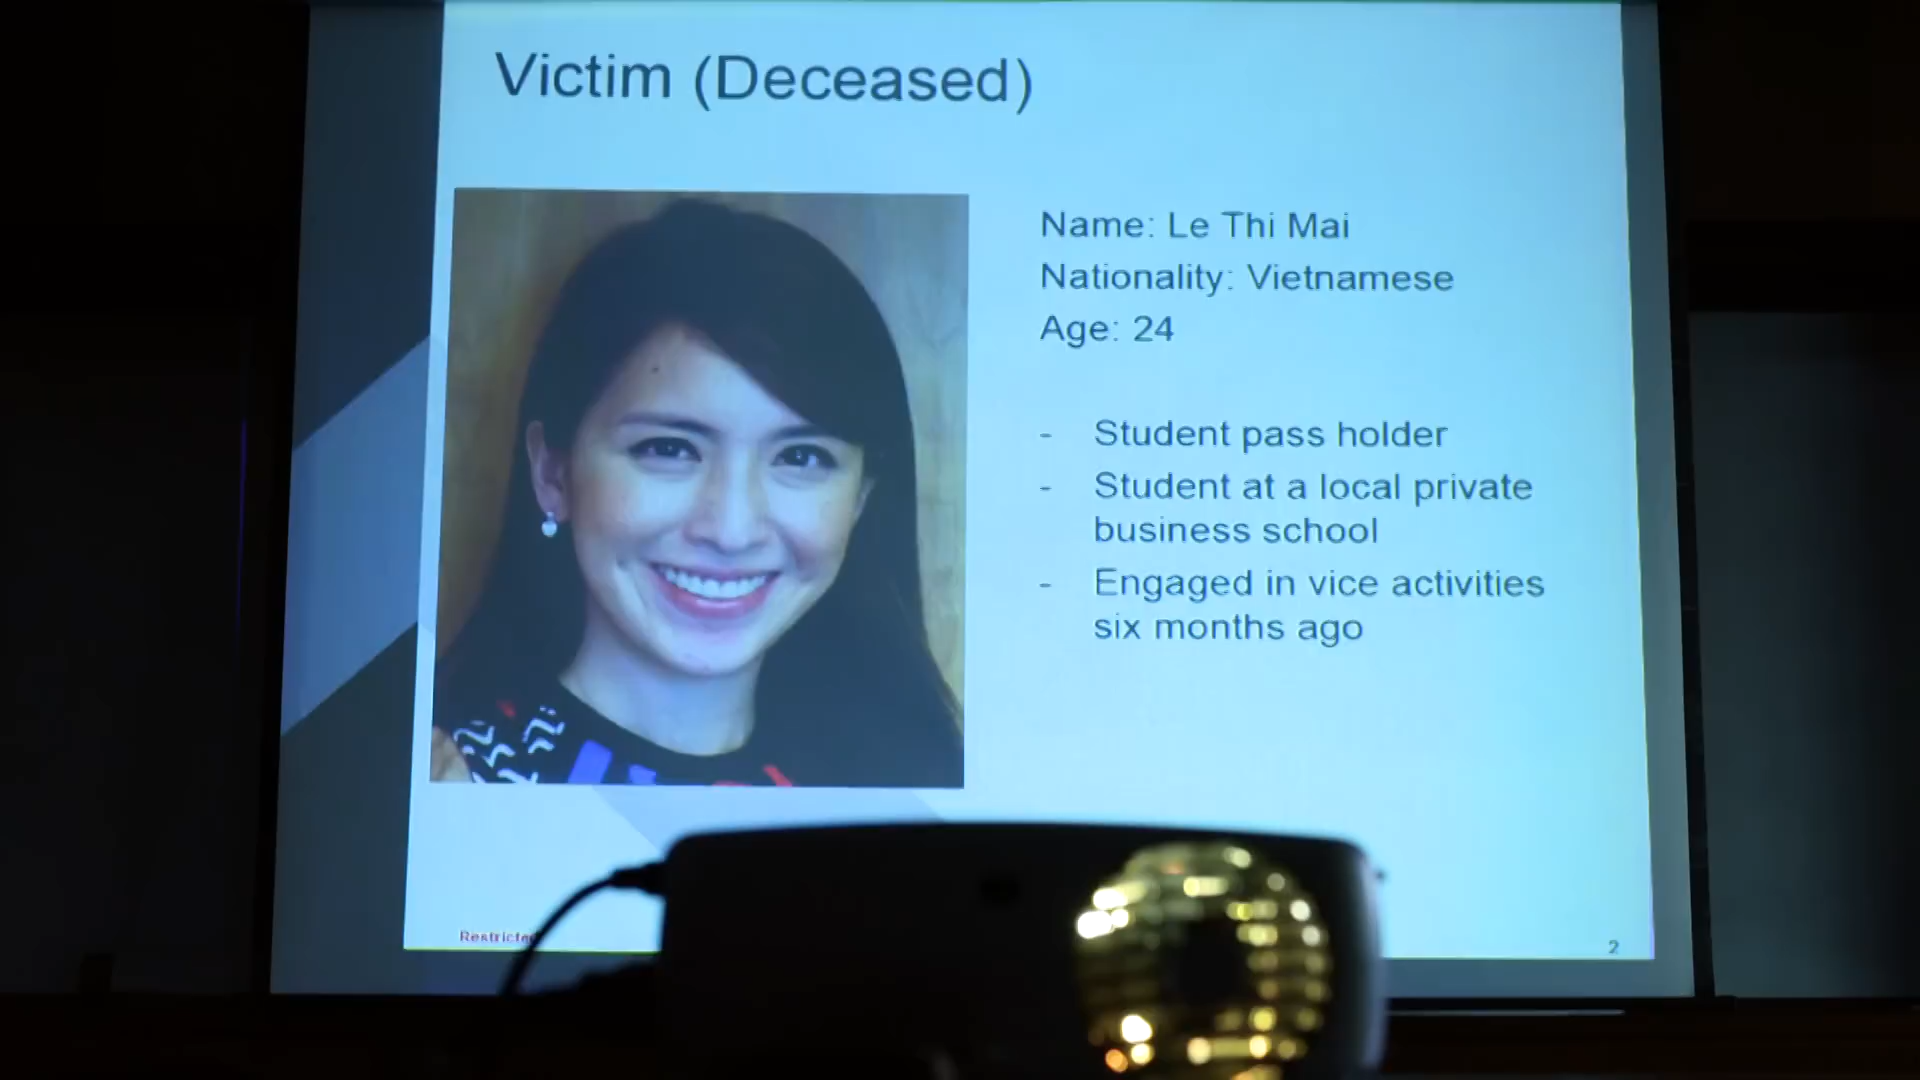 Victim (Deceased)
Name: Le Thi Mai
Nationality: Vietnamese
Age: 24
- Student pass holder
- Student at a local private
business school
- Engaged in vice activities
six months ago
Restricted
2